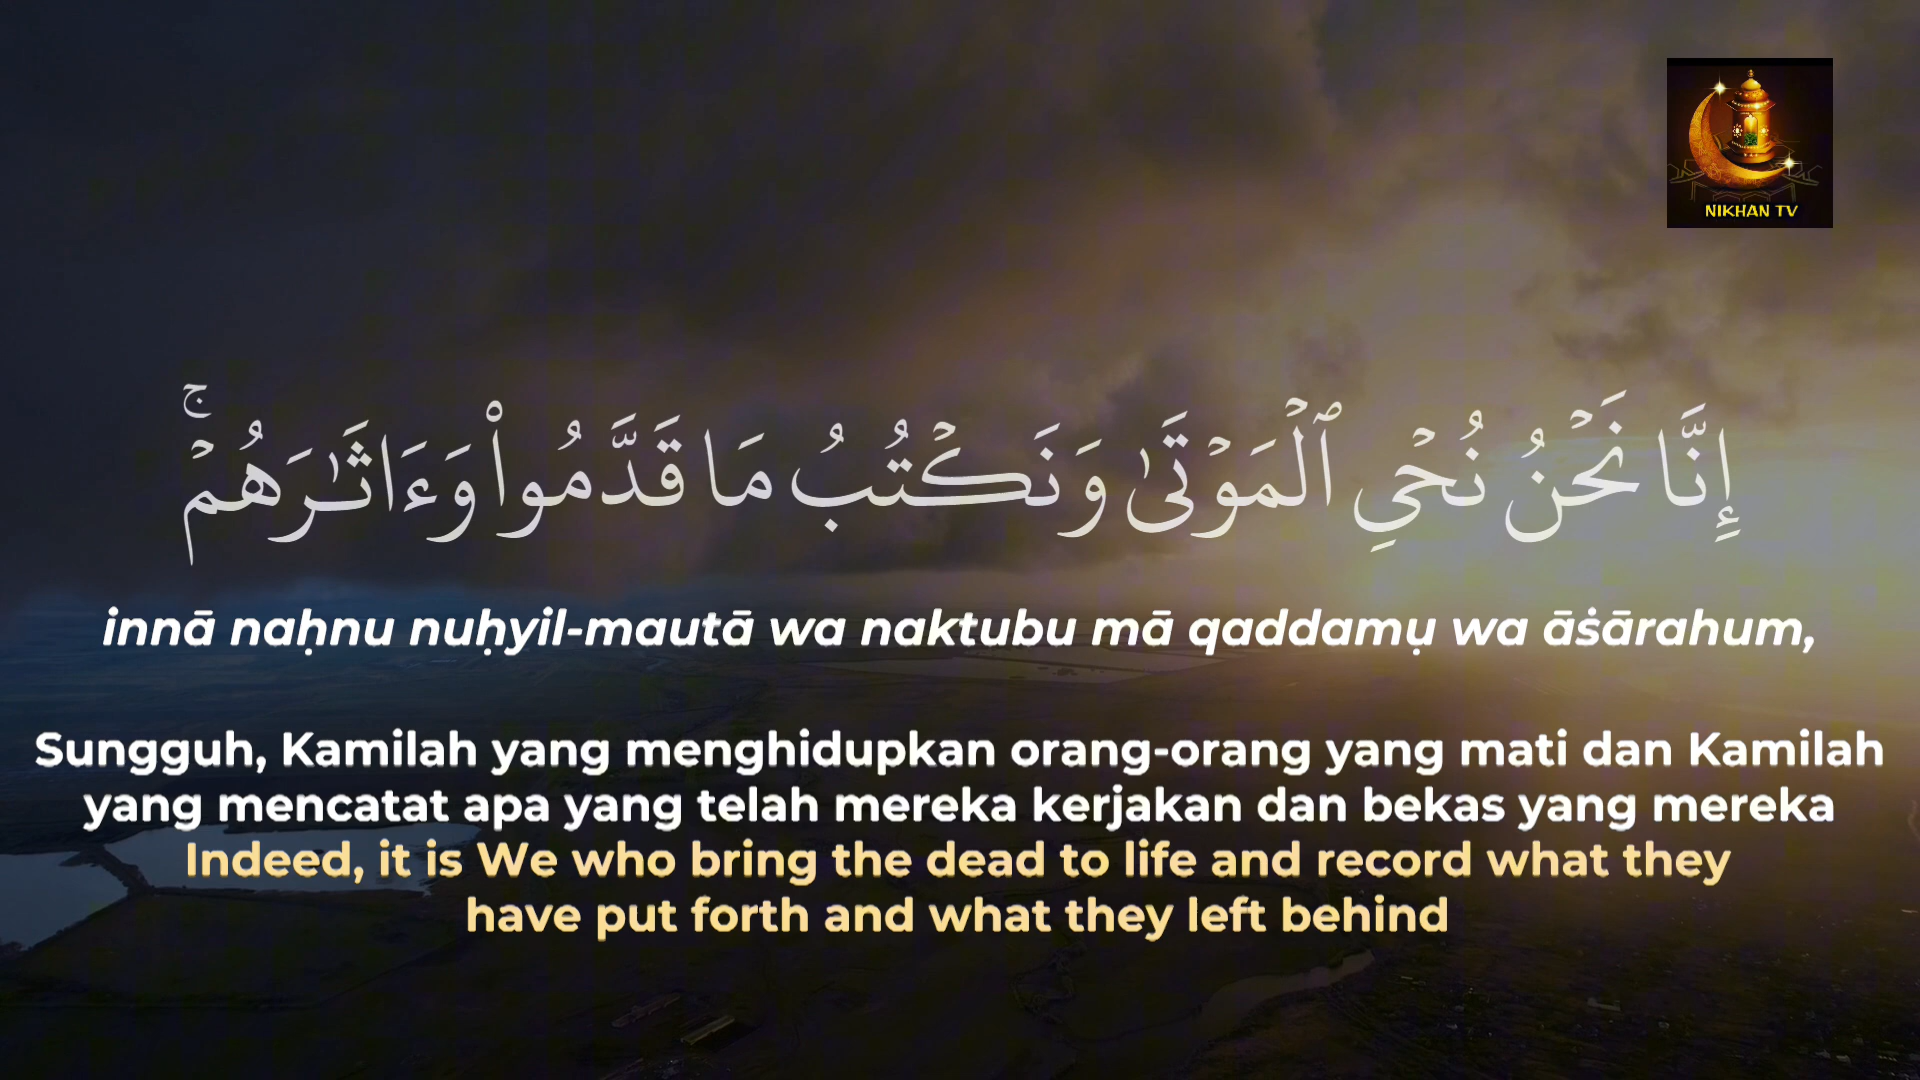 NIKHAN TV
إِنَّا نَحْنُ نُحْىِ ٱلْمَوْتَىٰ وَنَكْتُبُ مَا قَدَّمُوا۟ وَءَاثَـٰرَهُمْ ۚ
innā naḥnu nuḥyil-mautā wa naktubu mā qaddamụ wa āṡārahum,
Sungguh, Kamilah yang menghidupkan orang-orang yang mati dan Kamilah
yang mencatat apa yang telah mereka kerjakan dan bekas yang mereka
Indeed, it is We who bring the dead to life and record what they
have put forth and what they left behind